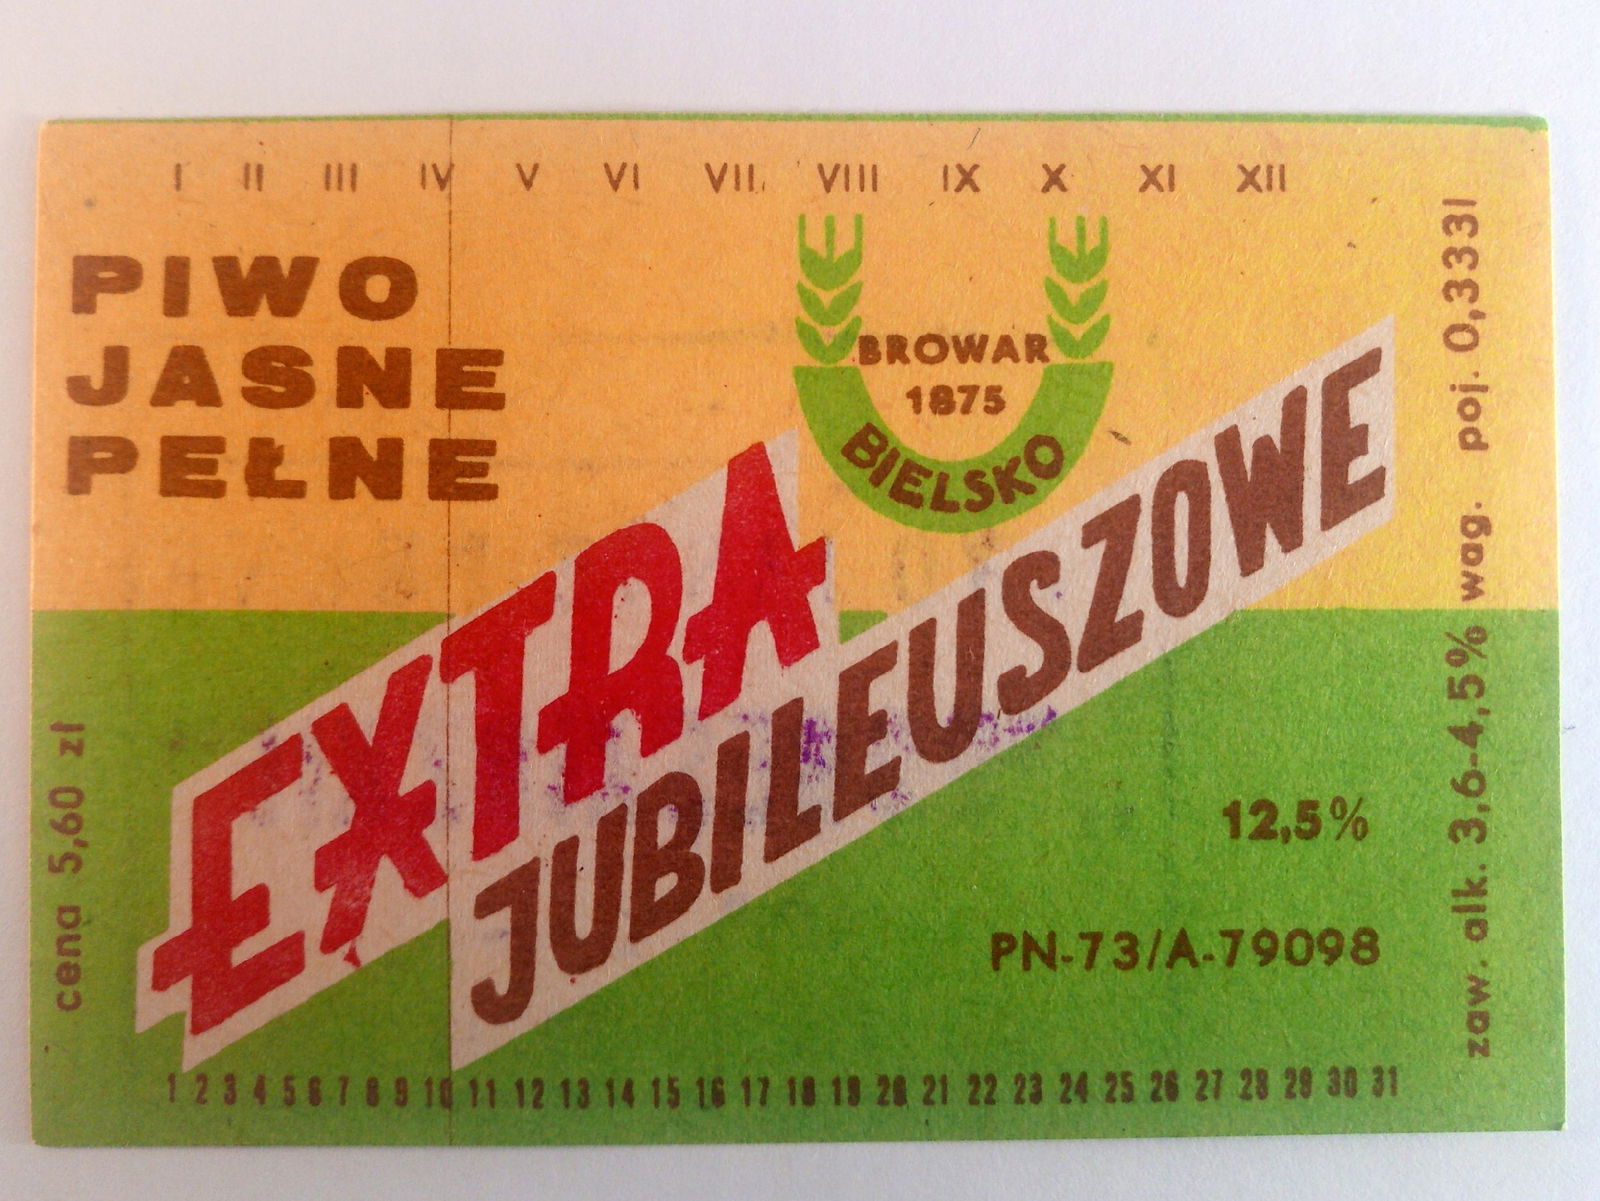 I II III IV V VI VII VIII IX X XI XII
PIWO
JASNE
PEŁNE
BROWAR
1875
BIELSKO
EXTRA
JUBILEUSZOWE
cena 5,60 zł
12,5%
PN-73/A-79098
zaw. alk. 3,6-4,5% wag. poj. 0,333l
1 2 3 4 5 6 7 8 9 10 11 12 13 14 15 16 17 18 19 20 21 22 23 24 25 26 27 28 29 30 31